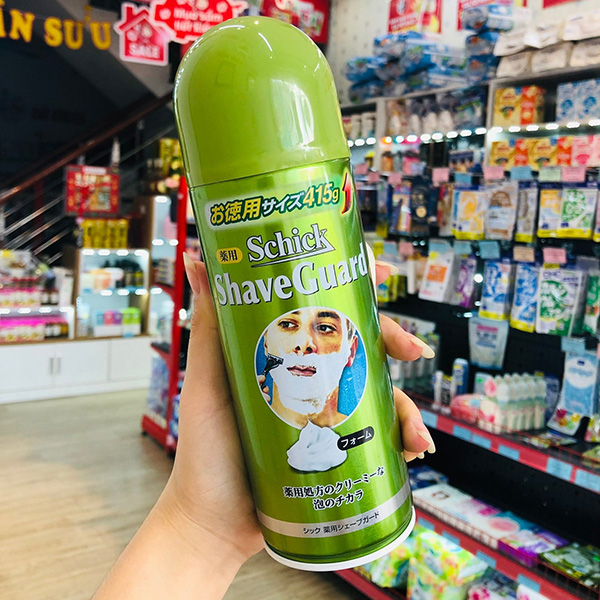 ẤN SU U
SALE
お徳用サイズ415g
薬用
Schick
ShaveGuard
フォーム
薬用処方のクリーミーな
泡のチカラ
シック 薬用シェーブガード